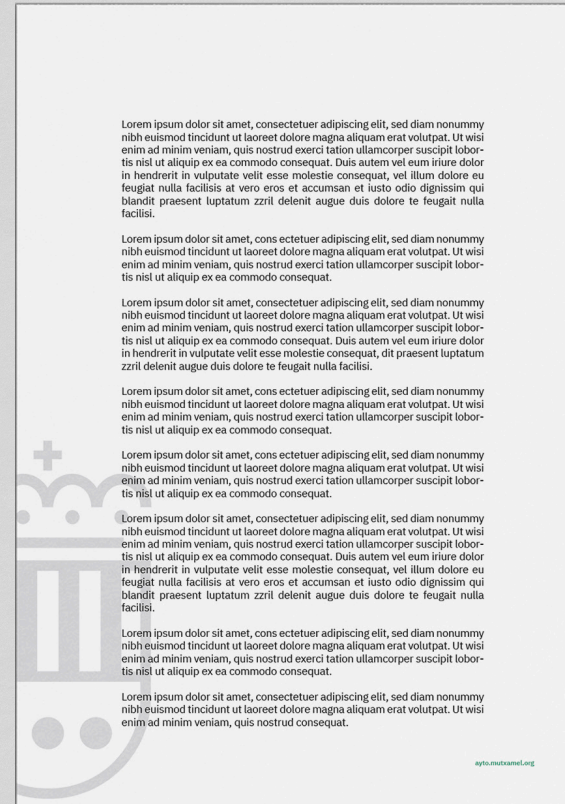 Lorem ipsum dolor sit amet, consectetuer adipiscing elit, sed diam nonummy
nibh euismod tincidunt ut laoreet dolore magna aliquam erat volutpat. Ut wisi
enim ad minim veniam, quis nostrud exerci tation ullamcorper suscipit lobor-
tis nisl ut aliquip ex ea commodo consequat. Duis autem vel eum iriure dolor
in hendrerit in vulputate velit esse molestie consequat, vel illum dolore eu
feugiat nulla facilisis at vero eros et accumsan et iusto odio dignissim qui
blandit praesent luptatum zzril delenit augue duis dolore te feugait nulla
facilisi.
Lorem ipsum dolor sit amet, cons ectetuer adipiscing elit, sed diam nonummy
nibh euismod tincidunt ut laoreet dolore magna aliquam erat volutpat. Ut wisi
enim ad minim veniam, quis nostrud exerci tation ullamcorper suscipit lobor-
tis nisl ut aliquip ex ea commodo consequat.
Lorem ipsum dolor sit amet, consectetuer adipiscing elit, sed diam nonummy
nibh euismod tincidunt ut laoreet dolore magna aliquam erat volutpat. Ut wisi
enim ad minim veniam, quis nostrud exerci tation ullamcorper suscipit lobor-
tis nisl ut aliquip ex ea commodo consequat. Duis autem vel eum iriure dolor
in hendrerit in vulputate velit esse molestie consequat, dit praesent luptatum
zzril delenit augue duis dolore te feugait nulla facilisi.
Lorem ipsum dolor sit amet, cons ectetuer adipiscing elit, sed diam nonummy
nibh euismod tincidunt ut laoreet dolore magna aliquam erat volutpat. Ut wisi
enim ad minim veniam, quis nostrud exerci tation ullamcorper suscipit lobor-
tis nisl ut aliquip ex ea commodo consequat.
Lorem ipsum dolor sit amet, cons ectetuer adipiscing elit, sed diam nonummy
nibh euismod tincidunt ut laoreet dolore magna aliquam erat volutpat. Ut wisi
enim ad minim veniam, quis nostrud exerci tation ullamcorper suscipit lobor-
tis nisl ut aliquip ex ea commodo consequat.
Lorem ipsum dolor sit amet, consectetuer adipiscing elit, sed diam nonummy
nibh euismod tincidunt ut laoreet dolore magna aliquam erat volutpat. Ut wisi
enim ad minim veniam, quis nostrud exerci tation ullamcorper suscipit lobor-
tis nisl ut aliquip ex ea commodo consequat. Duis autem vel eum iriure dolor
in hendrerit in vulputate velit esse molestie consequat, vel illum dolore eu
feugiat nulla facilisis at vero eros et accumsan et iusto odio dignissim qui
blandit praesent luptatum zzril delenit augue duis dolore te feugait nulla
facilisi.
Lorem ipsum dolor sit amet, cons ectetuer adipiscing elit, sed diam nonummy
nibh euismod tincidunt ut laoreet dolore magna aliquam erat volutpat. Ut wisi
enim ad minim veniam, quis nostrud exerci tation ullamcorper suscipit lobor-
tis nisl ut aliquip ex ea commodo consequat.
Lorem ipsum dolor sit amet, consectetuer adipiscing elit, sed diam nonummy
nibh euismod tincidunt ut laoreet dolore magna aliquam erat volutpat. Ut wisi
enim ad minim veniam, quis nostrud consequat.
ayto.mutxamel.org